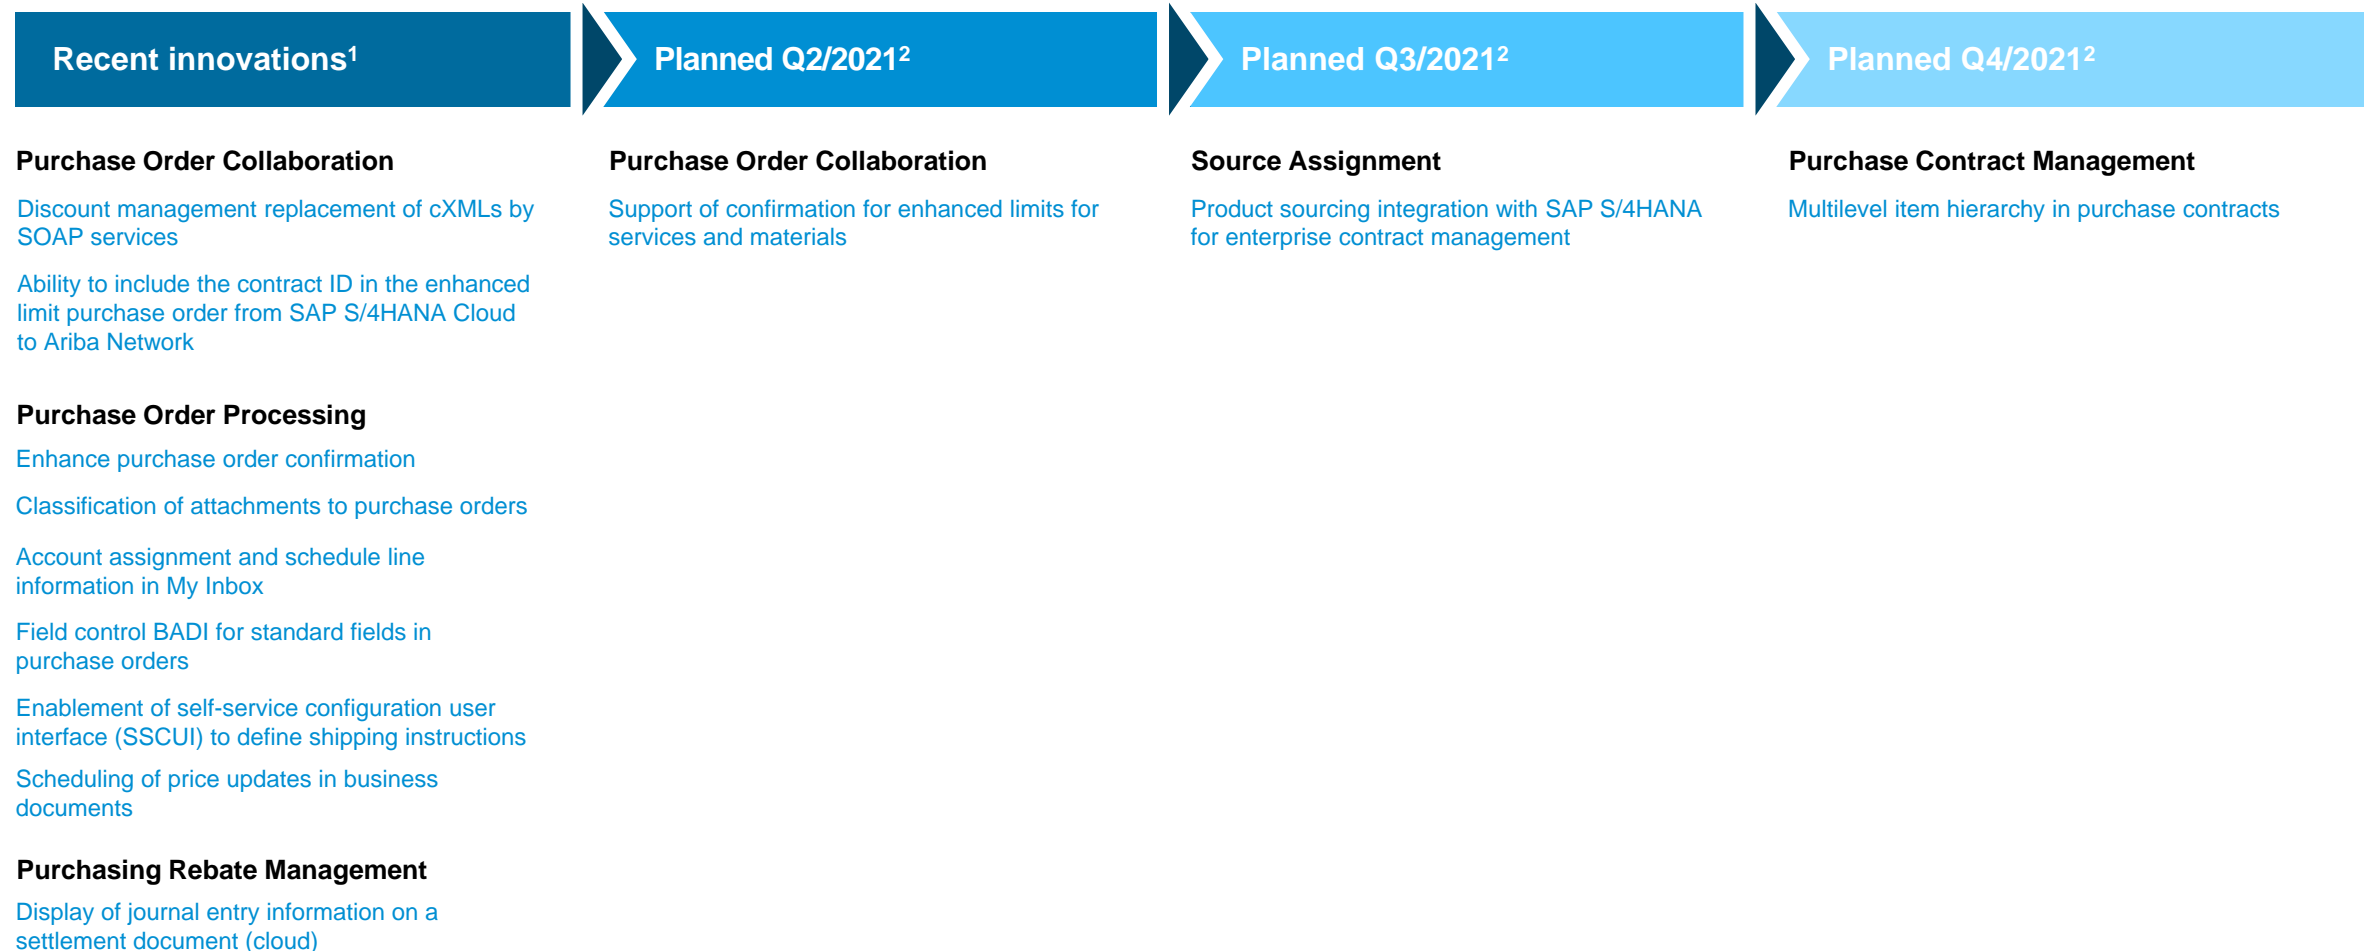 Recent innovations¹
Planned Q2/2021²
Planned Q3/2021²
Planned Q4/2021²
Purchase Order Collaboration
Discount management replacement of cXMLs by
SOAP services
Ability to include the contract ID in the enhanced
limit purchase order from SAP S/4HANA Cloud
to Ariba Network
Purchase Order Processing
Enhance purchase order confirmation
Classification of attachments to purchase orders
Account assignment and schedule line
information in My Inbox
Field control BADI for standard fields in
purchase orders
Enablement of self-service configuration user
interface (SSCUI) to define shipping instructions
Scheduling of price updates in business
documents
Purchasing Rebate Management
Display of journal entry information on a
settlement document (cloud)
Purchase Order Collaboration
Support of confirmation for enhanced limits for
services and materials
Source Assignment
Product sourcing integration with SAP S/4HANA
for enterprise contract management
Purchase Contract Management
Multilevel item hierarchy in purchase contracts